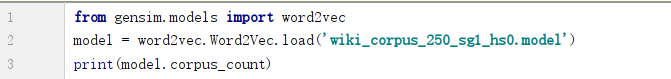 1 from gensim.models import word2vec
2 model = word2vec.Word2Vec.load('wiki_corpus_250_sg1_hs0.model')
3 print(model.corpus_count)